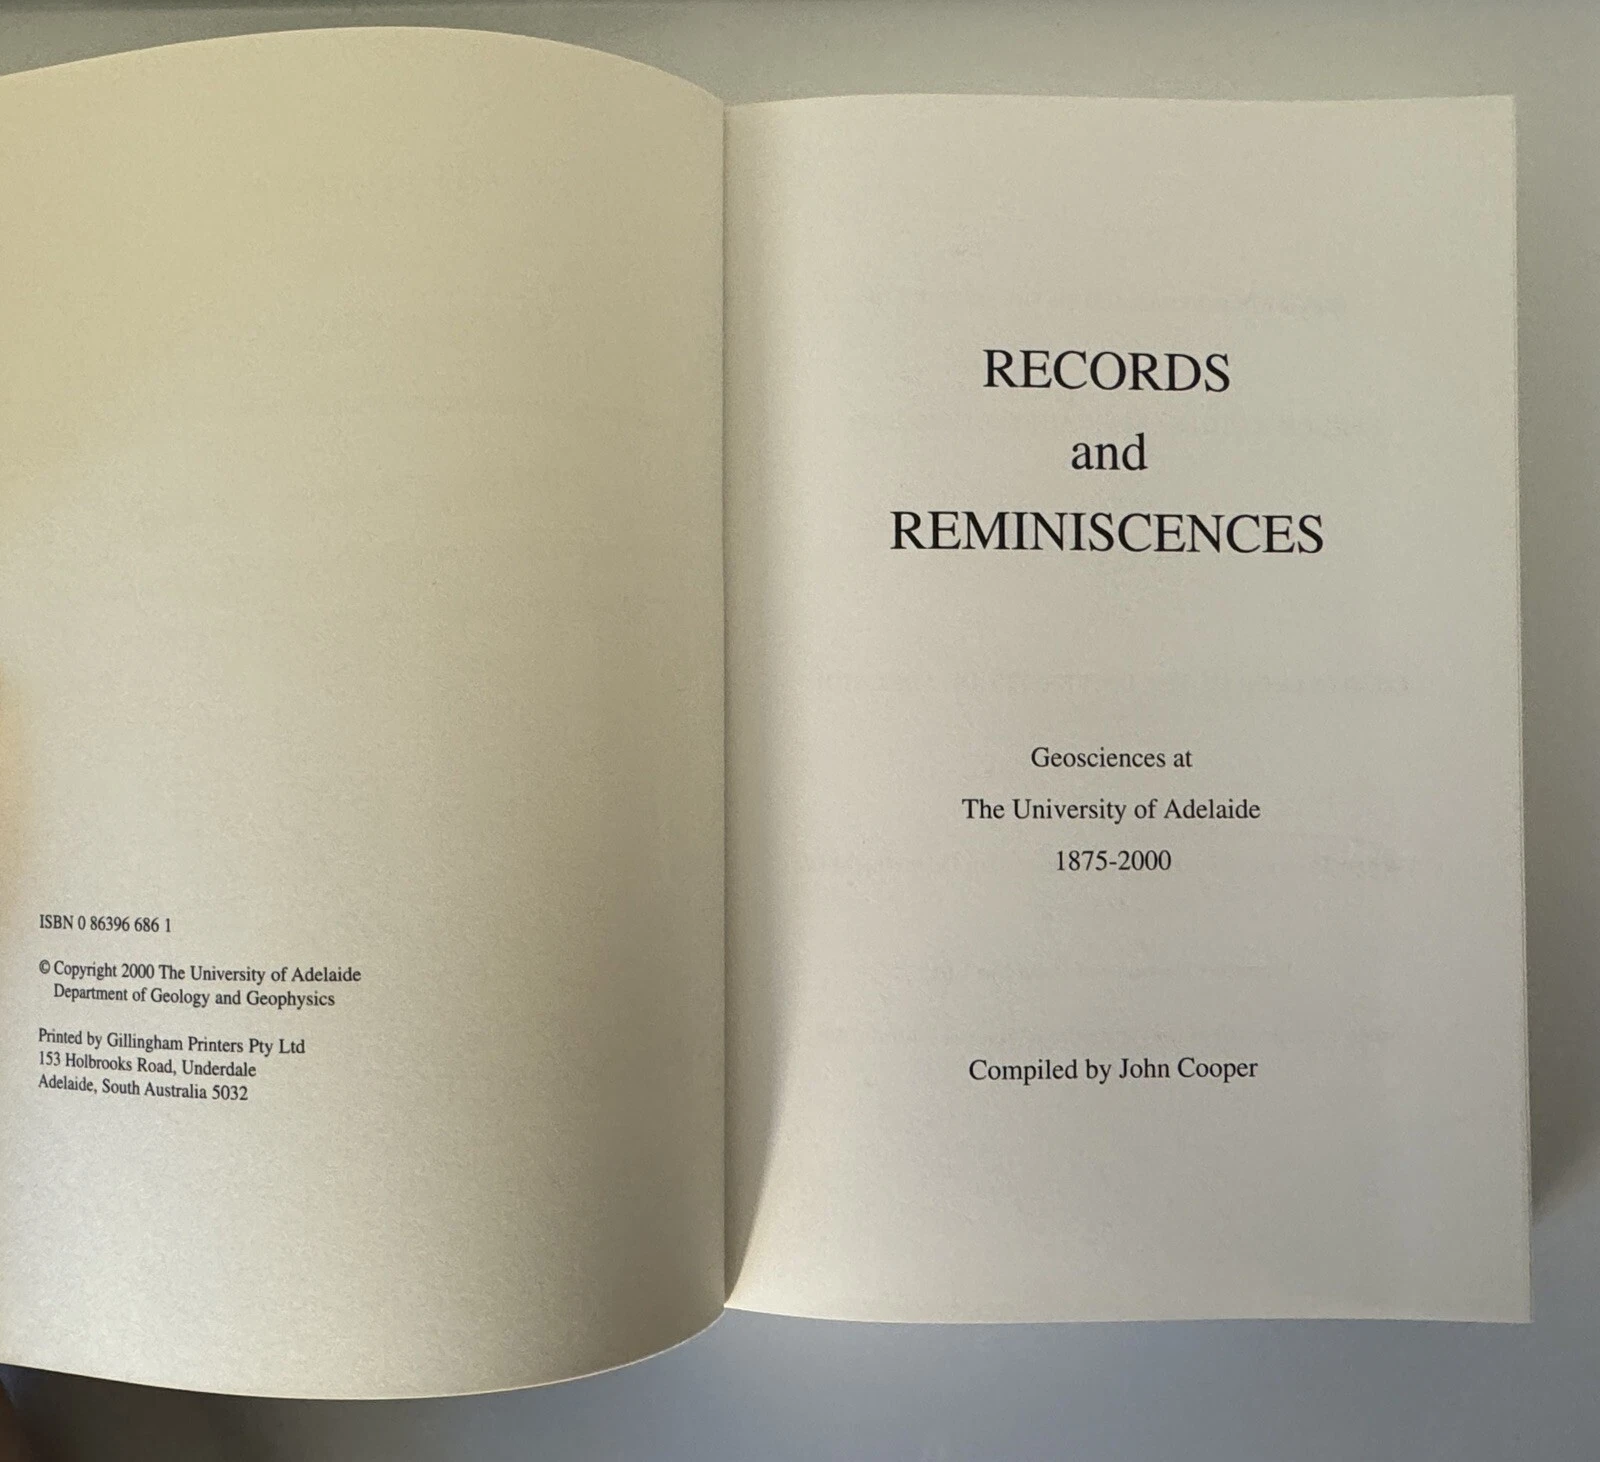 ISBN 0 86396 686 1
© Copyright 2000 The University of Adelaide
Department of Geology and Geophysics
Printed by Gillingham Printers Pty Ltd
153 Holbrooks Road, Underdale
Adelaide, South Australia 5032
RECORDS
and
REMINISCENCES
Geosciences at
The University of Adelaide
1875-2000
Compiled by John Cooper